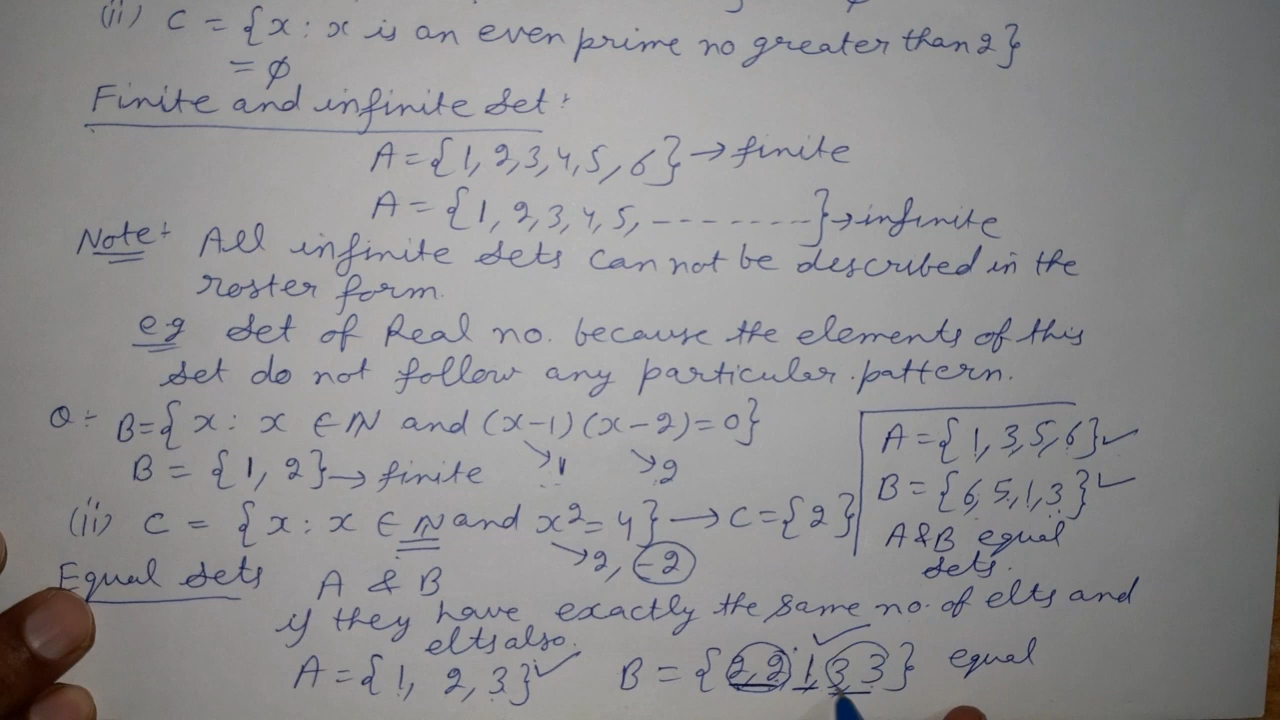 (ii) C = {x : x is an even prime no greater than 2}
= ϕ
Finite and infinite set :
A = {1, 2, 3, 4, 5, 6} → finite
A = {1, 2, 3, 4, 5, -------} → infinite
Note : All infinite sets can not be described in the
roster form.
e.g set of Real no. because the elements of this
set do not follow any particular pattern.
Q :- B = {x : x ∈ IN and (x-1)(x-2) = 0}
↘1 ↘2
B = {1, 2} → finite
(ii) C = {x : x ∈ IN and x² = 4} → C = {2}
↘2, -2
A = {1, 3, 5, 6} ✓
B = {6, 5, 1, 3} ✓
A & B equal
sets.
Equal sets A & B
if they have exactly the same no. of elts and
elts also.
A = {1, 2, 3} ✓ B = {2, 2, 1, 3, 3} equal